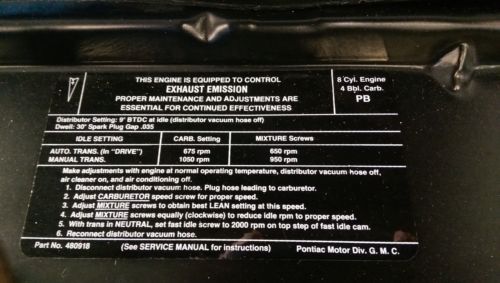 THIS ENGINE IS EQUIPPED TO CONTROL
EXHAUST EMISSION
PROPER MAINTENANCE AND ADJUSTMENTS ARE
ESSENTIAL FOR CONTINUED EFFECTIVENESS
8 Cyl. Engine
4 Bbl. Carb.
PB
Distributor Setting: 9° BTDC at idle (distributor vacuum hose off)
Dwell: 30° Spark Plug Gap .035
IDLE SETTING CARB. Setting MIXTURE Screws
AUTO. TRANS. (In "DRIVE") 675 rpm 650 rpm
MANUAL TRANS. 1050 rpm 950 rpm
Make adjustments with engine at normal operating temperature, distributor vacuum hose off,
air cleaner on, and air conditioning off.
1. Disconnect distributor vacuum hose. Plug hose leading to carburetor.
2. Adjust CARBURETOR speed screw for proper speed.
3. Adjust MIXTURE screws to obtain best LEAN setting at this speed.
4. Adjust MIXTURE screws equally (clockwise) to reduce idle rpm to proper speed.
5. With trans in NEUTRAL, set fast idle screw to 2000 rpm on top step of fast idle cam.
6. Reconnect distributor vacuum hose.
Part No. 480918 (See SERVICE MANUAL for instructions) Pontiac Motor Div. G. M. C.